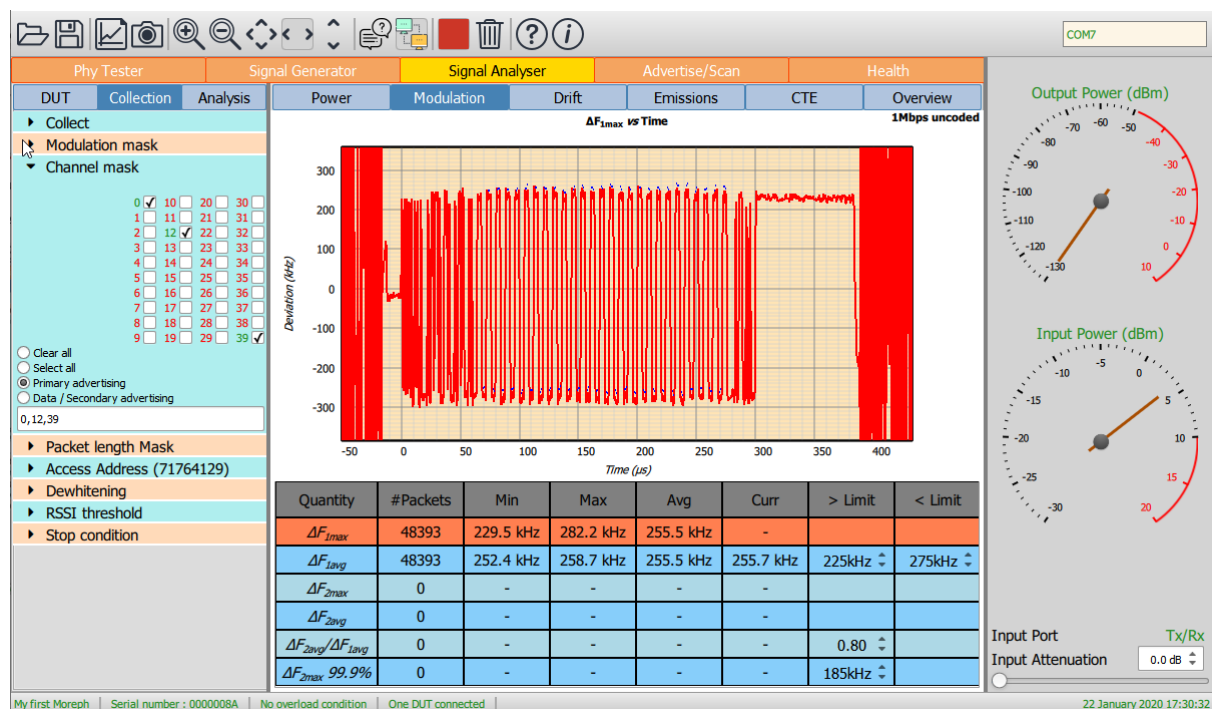 COM7
Phy Tester Signal Generator Signal Analyser Advertise/Scan Health
DUT Collection Analysis
Collect
Modulation mask
Channel mask
0 10 20 30
1 11 21 31
2 12 22 32
3 13 23 33
4 14 24 34
5 15 25 35
6 16 26 36
7 17 27 37
8 18 28 38
9 19 29 39
Clear all
Select all
Primary advertising
Data / Secondary advertising
0,12,39
Packet length Mask
Access Address (71764129)
Dewhitening
RSSI threshold
Stop condition
Power Modulation Drift Emissions CTE Overview
ΔF1max vs Time
1Mbps uncoded
Deviation (kHz)
300
200
100
0
-100
-200
-300
-50 0 50 100 150 200 250 300 350 400
Time (µs)
Quantity #Packets Min Max Avg Curr > Limit < Limit
ΔF1max 48393 229.5 kHz 282.2 kHz 255.5 kHz -
ΔF1avg 48393 252.4 kHz 258.7 kHz 255.5 kHz 255.7 kHz 225kHz 275kHz
ΔF2max 0 - - - -
ΔF2avg 0 - - - -
ΔF2avg/ΔF1avg 0 - - - - 0.80
ΔF2max 99.9% 0 - - - - 185kHz
Output Power (dBm)
-130 -120 -110 -100 -90 -80 -70 -60 -50 -40 -30 -20 -10 0 10
Input Power (dBm)
-30 -25 -20 -15 -10 -5 0 5 10 15 20
Input Port Tx/Rx
Input Attenuation 0.0 dB
My first Moreph Serial number : 0000008A No overload condition One DUT connected 22 January 2020 17:30:32